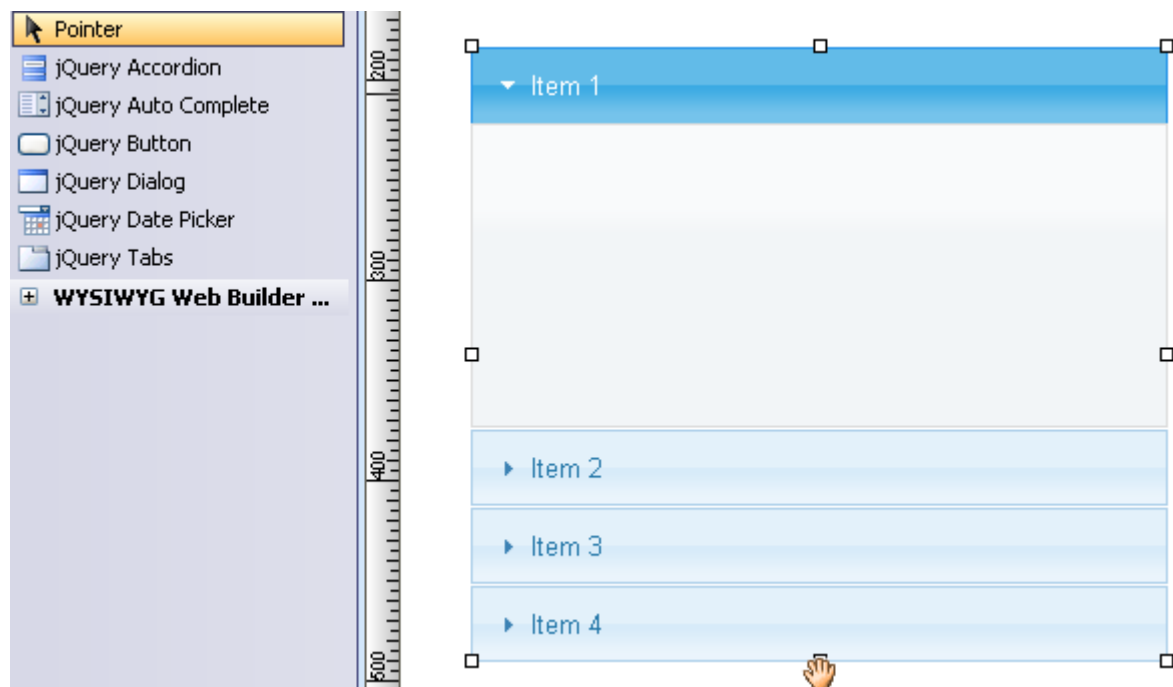 Pointer
jQuery Accordion
jQuery Auto Complete
jQuery Button
jQuery Dialog
jQuery Date Picker
jQuery Tabs
WYSIWYG Web Builder ...
200
300
400
500
Item 1
Item 2
Item 3
Item 4